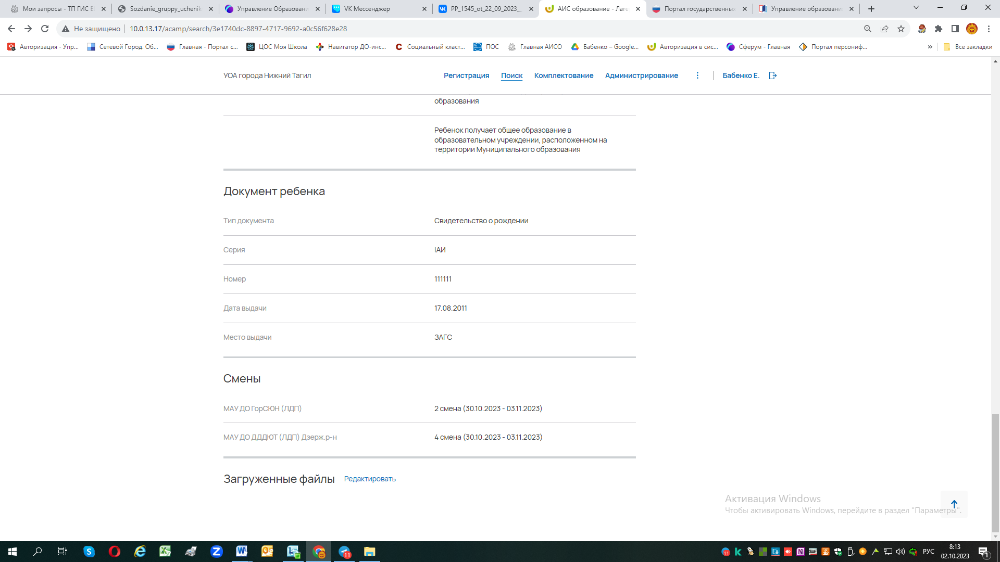 Мои запросы - ТП ГИС Е
Sozdanie_gruppy_uchenik
Управление Образовани
VK Мессенджер
PP_1545_ot_22_09_2023_
АИС образование - Лаге
Портал государственных
Управление образовани
Не защищено
10.0.13.17/acamp/search/3e1740dc-8897-4717-9692-a0c56f628e28
Авторизация - Упр...
Сетевой Город. Об...
Главная - Портал с...
ЦОС Моя Школа
Навигатор ДО-инс...
Социальный класт...
ПОС
Главная АИСО
Бабенко – Google...
Авторизация в сис...
Сферум - Главная
Портал персониф...
»
Все закладки
УОА города Нижний Тагил
Регистрация
Поиск
Комплектование
Администрирование
Бабенко Е.
образования
Ребенок получает общее образование в
образовательном учреждении, расположенном на
территории Муниципального образования
Документ ребенка
Тип документа
Свидетельство о рождении
Серия
IАИ
Номер
111111
Дата выдачи
17.08.2011
Место выдачи
ЗАГС
Смены
МАУ ДО ГорСЮН (ЛДП)
2 смена (30.10.2023 - 03.11.2023)
МАУ ДО ДДДЮТ (ЛДП) Дзерж.р-н
4 смена (30.10.2023 - 03.11.2023)
Загруженные файлы
Редактировать
Активация Windows
Чтобы активировать Windows, перейдите в раздел "Параметры".
11
РУС
8:13
02.10.2023
1